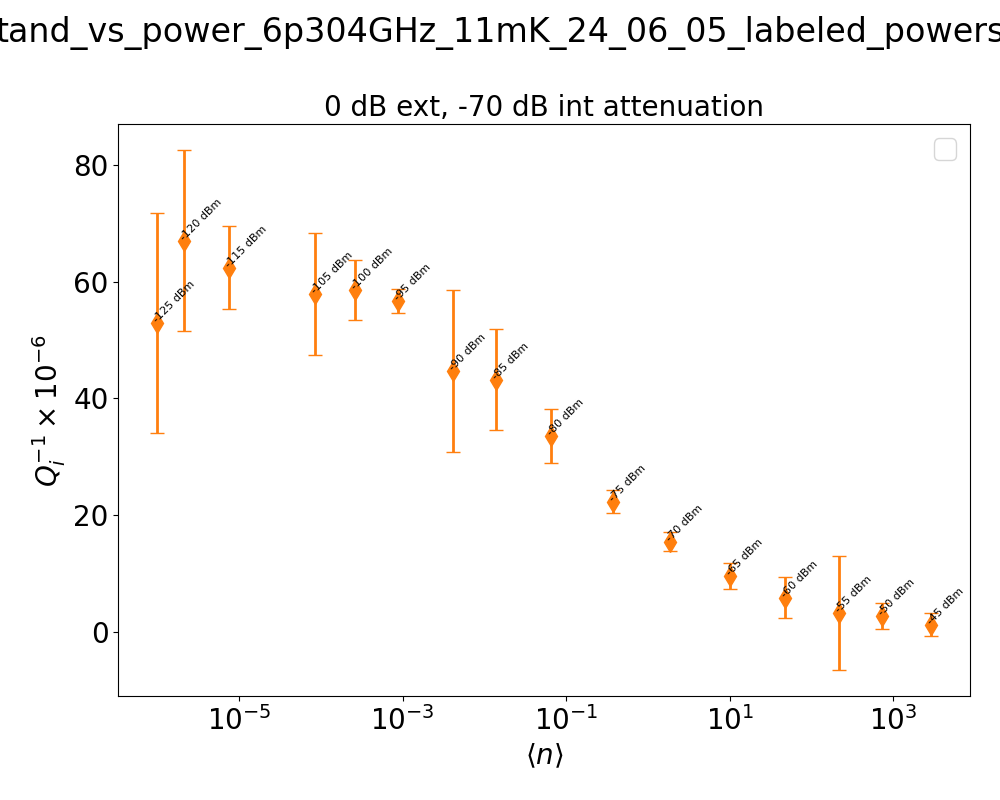 tand_vs_power_6p304GHz_11mK_24_06_05_labeled_powers
0 dB ext, -70 dB int attenuation
80
60
40
20
0
Q_i^{-1} × 10^{-6}
-125 dBm
-120 dBm
-115 dBm
-105 dBm
-100 dBm
-95 dBm
-90 dBm
-85 dBm
-80 dBm
-75 dBm
-70 dBm
-65 dBm
-60 dBm
-55 dBm
-50 dBm
-45 dBm
10^{-5}
10^{-3}
10^{-1}
10^{1}
10^{3}
⟨n⟩